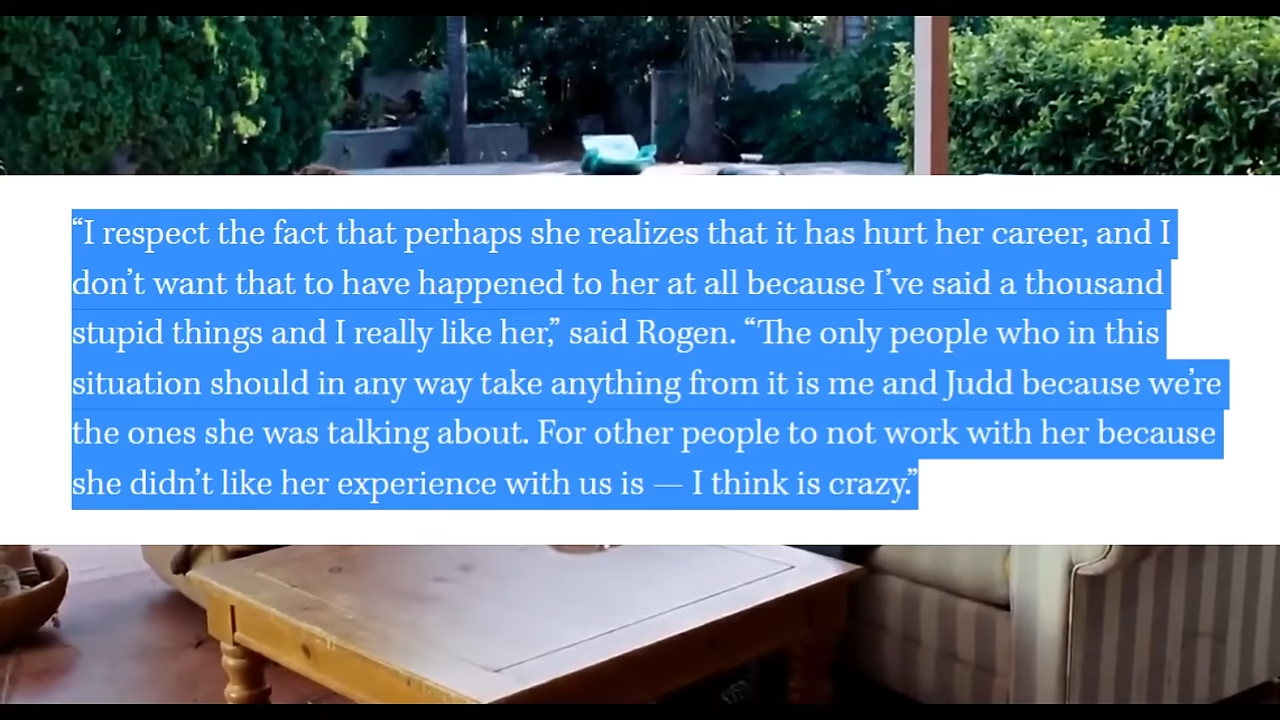 “I respect the fact that perhaps she realizes that it has hurt her career, and I
don’t want that to have happened to her at all because I’ve said a thousand
stupid things and I really like her,” said Rogen. “The only people who in this
situation should in any way take anything from it is me and Judd because we’re
the ones she was talking about. For other people to not work with her because
she didn’t like her experience with us is — I think is crazy.”